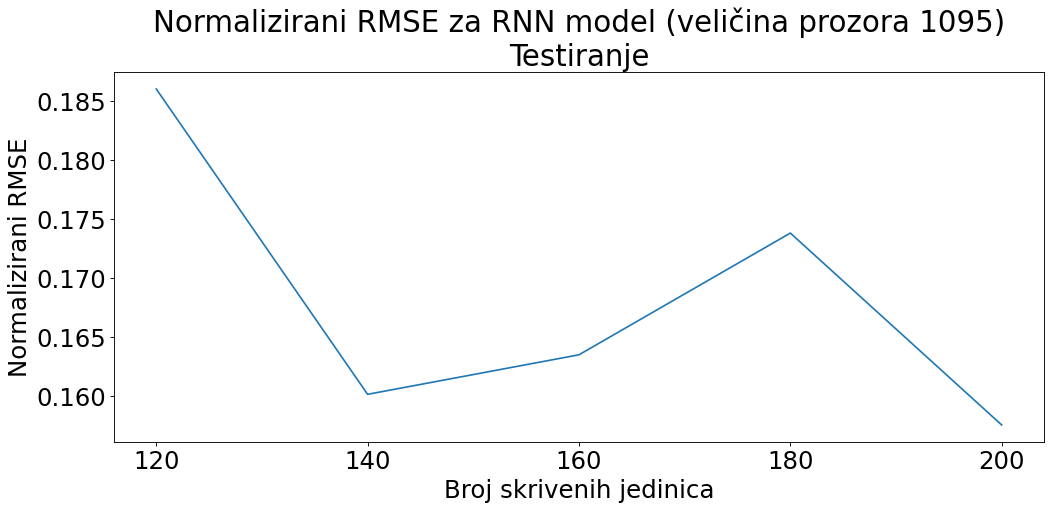 Normalizirani RMSE za RNN model (veličina prozora 1095)
Testiranje
Normalizirani RMSE
0.185
0.180
0.175
0.170
0.165
0.160
120 140 160 180 200
Broj skrivenih jedinica